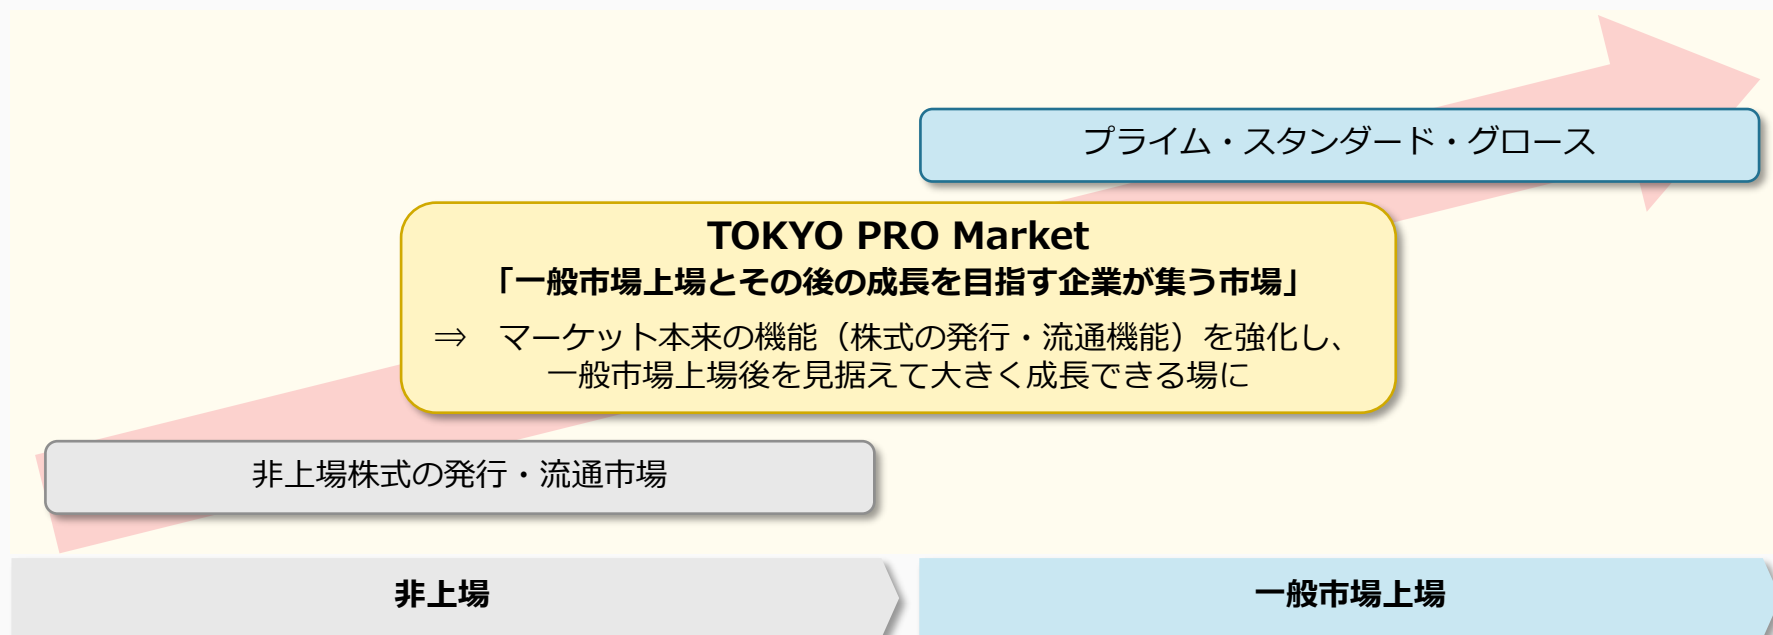 プライム・スタンダード・グロース
TOKYO PRO Market
「一般市場上場とその後の成長を目指す企業が集う市場」
⇒　マーケット本来の機能（株式の発行・流通機能）を強化し、
一般市場上場後を見据えて大きく成長できる場に
非上場株式の発行・流通市場
非上場
一般市場上場